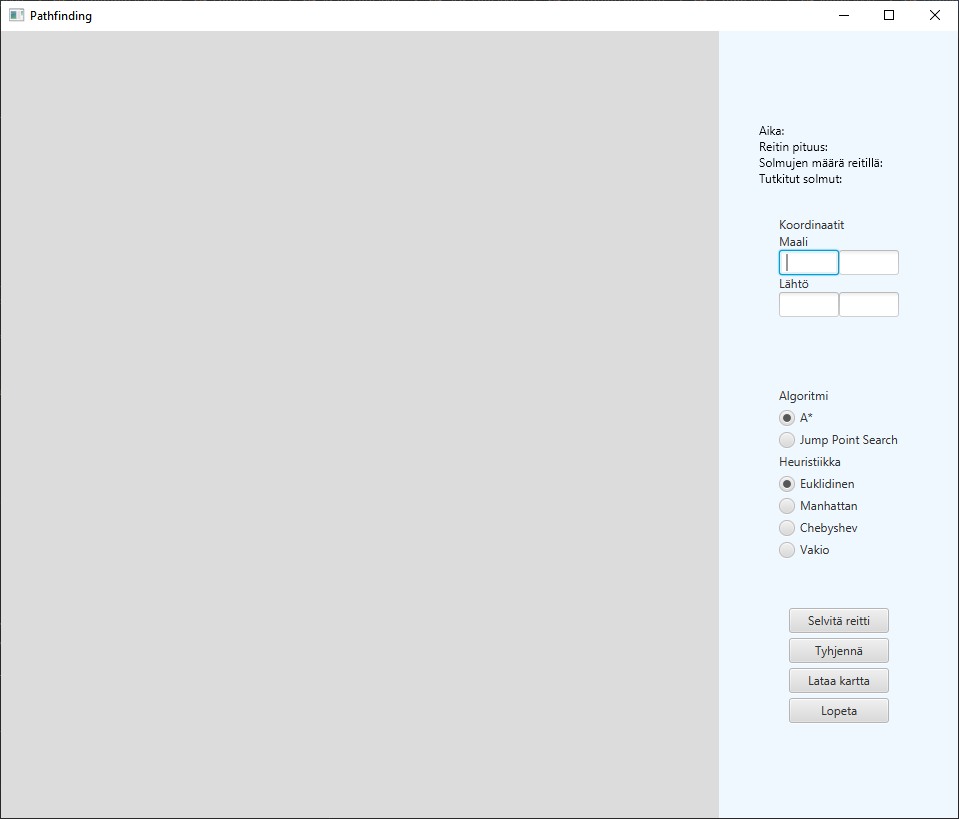 Pathfinding
Aika:
Reitin pituus:
Solmujen määrä reitillä:
Tutkitut solmut:
Koordinaatit
Maali
Lähtö
Algoritmi
A*
Jump Point Search
Heuristiikka
Euklidinen
Manhattan
Chebyshev
Vakio
Selvitä reitti
Tyhjennä
Lataa kartta
Lopeta